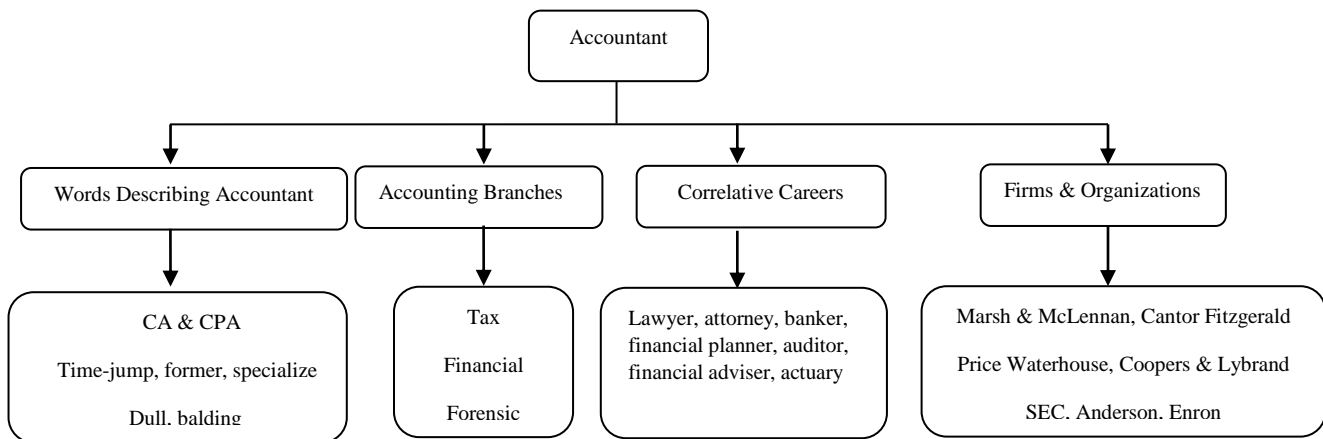 Accountant
Words Describing Accountant
Accounting Branches
Correlative Careers
Firms & Organizations
CA & CPA
Time-jump, former, specialize
Dull, balding
Tax
Financial
Forensic
Lawyer, attorney, banker,
financial planner, auditor,
financial adviser, actuary
Marsh & McLennan, Cantor Fitzgerald
Price Waterhouse, Coopers & Lybrand
SEC, Anderson, Enron